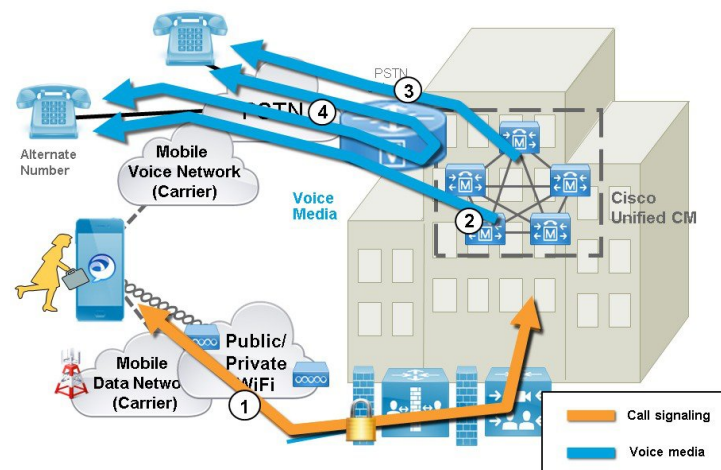 PSTN
3
PSTN
4
Alternate
Number
Mobile
Voice Network
(Carrier)
Voice
Media
V
M
M
M
M
M
2
Cisco
Unified CM
Public/
Private
WiFi
Mobile
Data Network
(Carrier)
1
Call signaling
Voice media